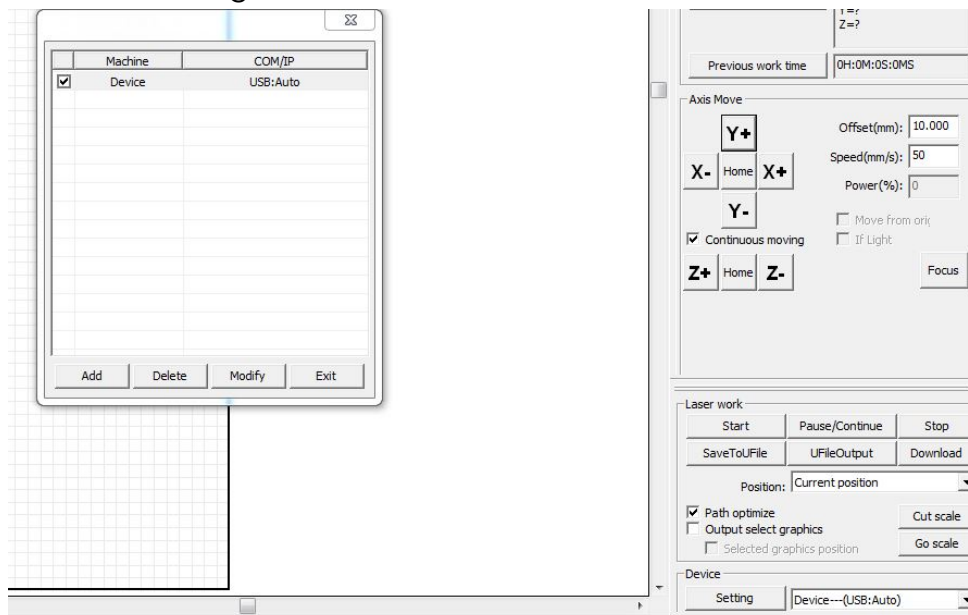 Z=?
Previous work time
0H:0M:0S:0MS
Machine
COM/IP
Device
USB:Auto
Add
Delete
Modify
Exit
Axis Move
Y+
X-
Home
X+
Y-
Offset(mm):
10.000
Speed(mm/s):
50
Power(%):
0
Move from orig
If Light
Continuous moving
Z+
Home
Z-
Focus
Laser work
Start
Pause/Continue
Stop
SaveToUFile
UFileOutput
Download
Position:
Current position
Path optimize
Output select graphics
Selected graphics position
Cut scale
Go scale
Device
Setting
Device---(USB:Auto)